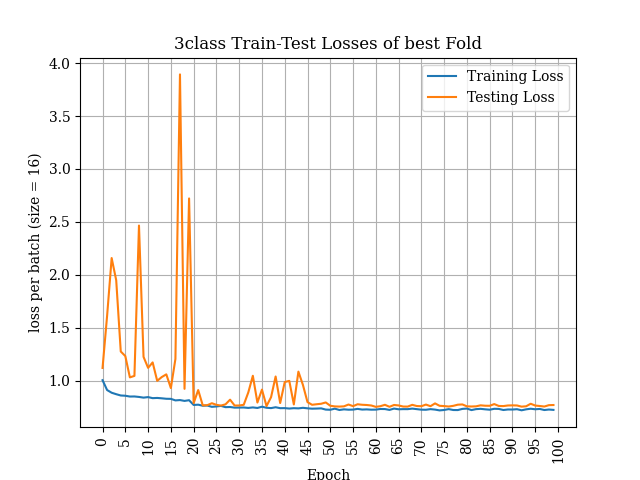 3class Train-Test Losses of best Fold
Training Loss
Testing Loss
4.0
3.5
3.0
2.5
2.0
1.5
1.0
loss per batch (size = 16)
0 5 10 15 20 25 30 35 40 45 50 55 60 65 70 75 80 85 90 95 100
Epoch